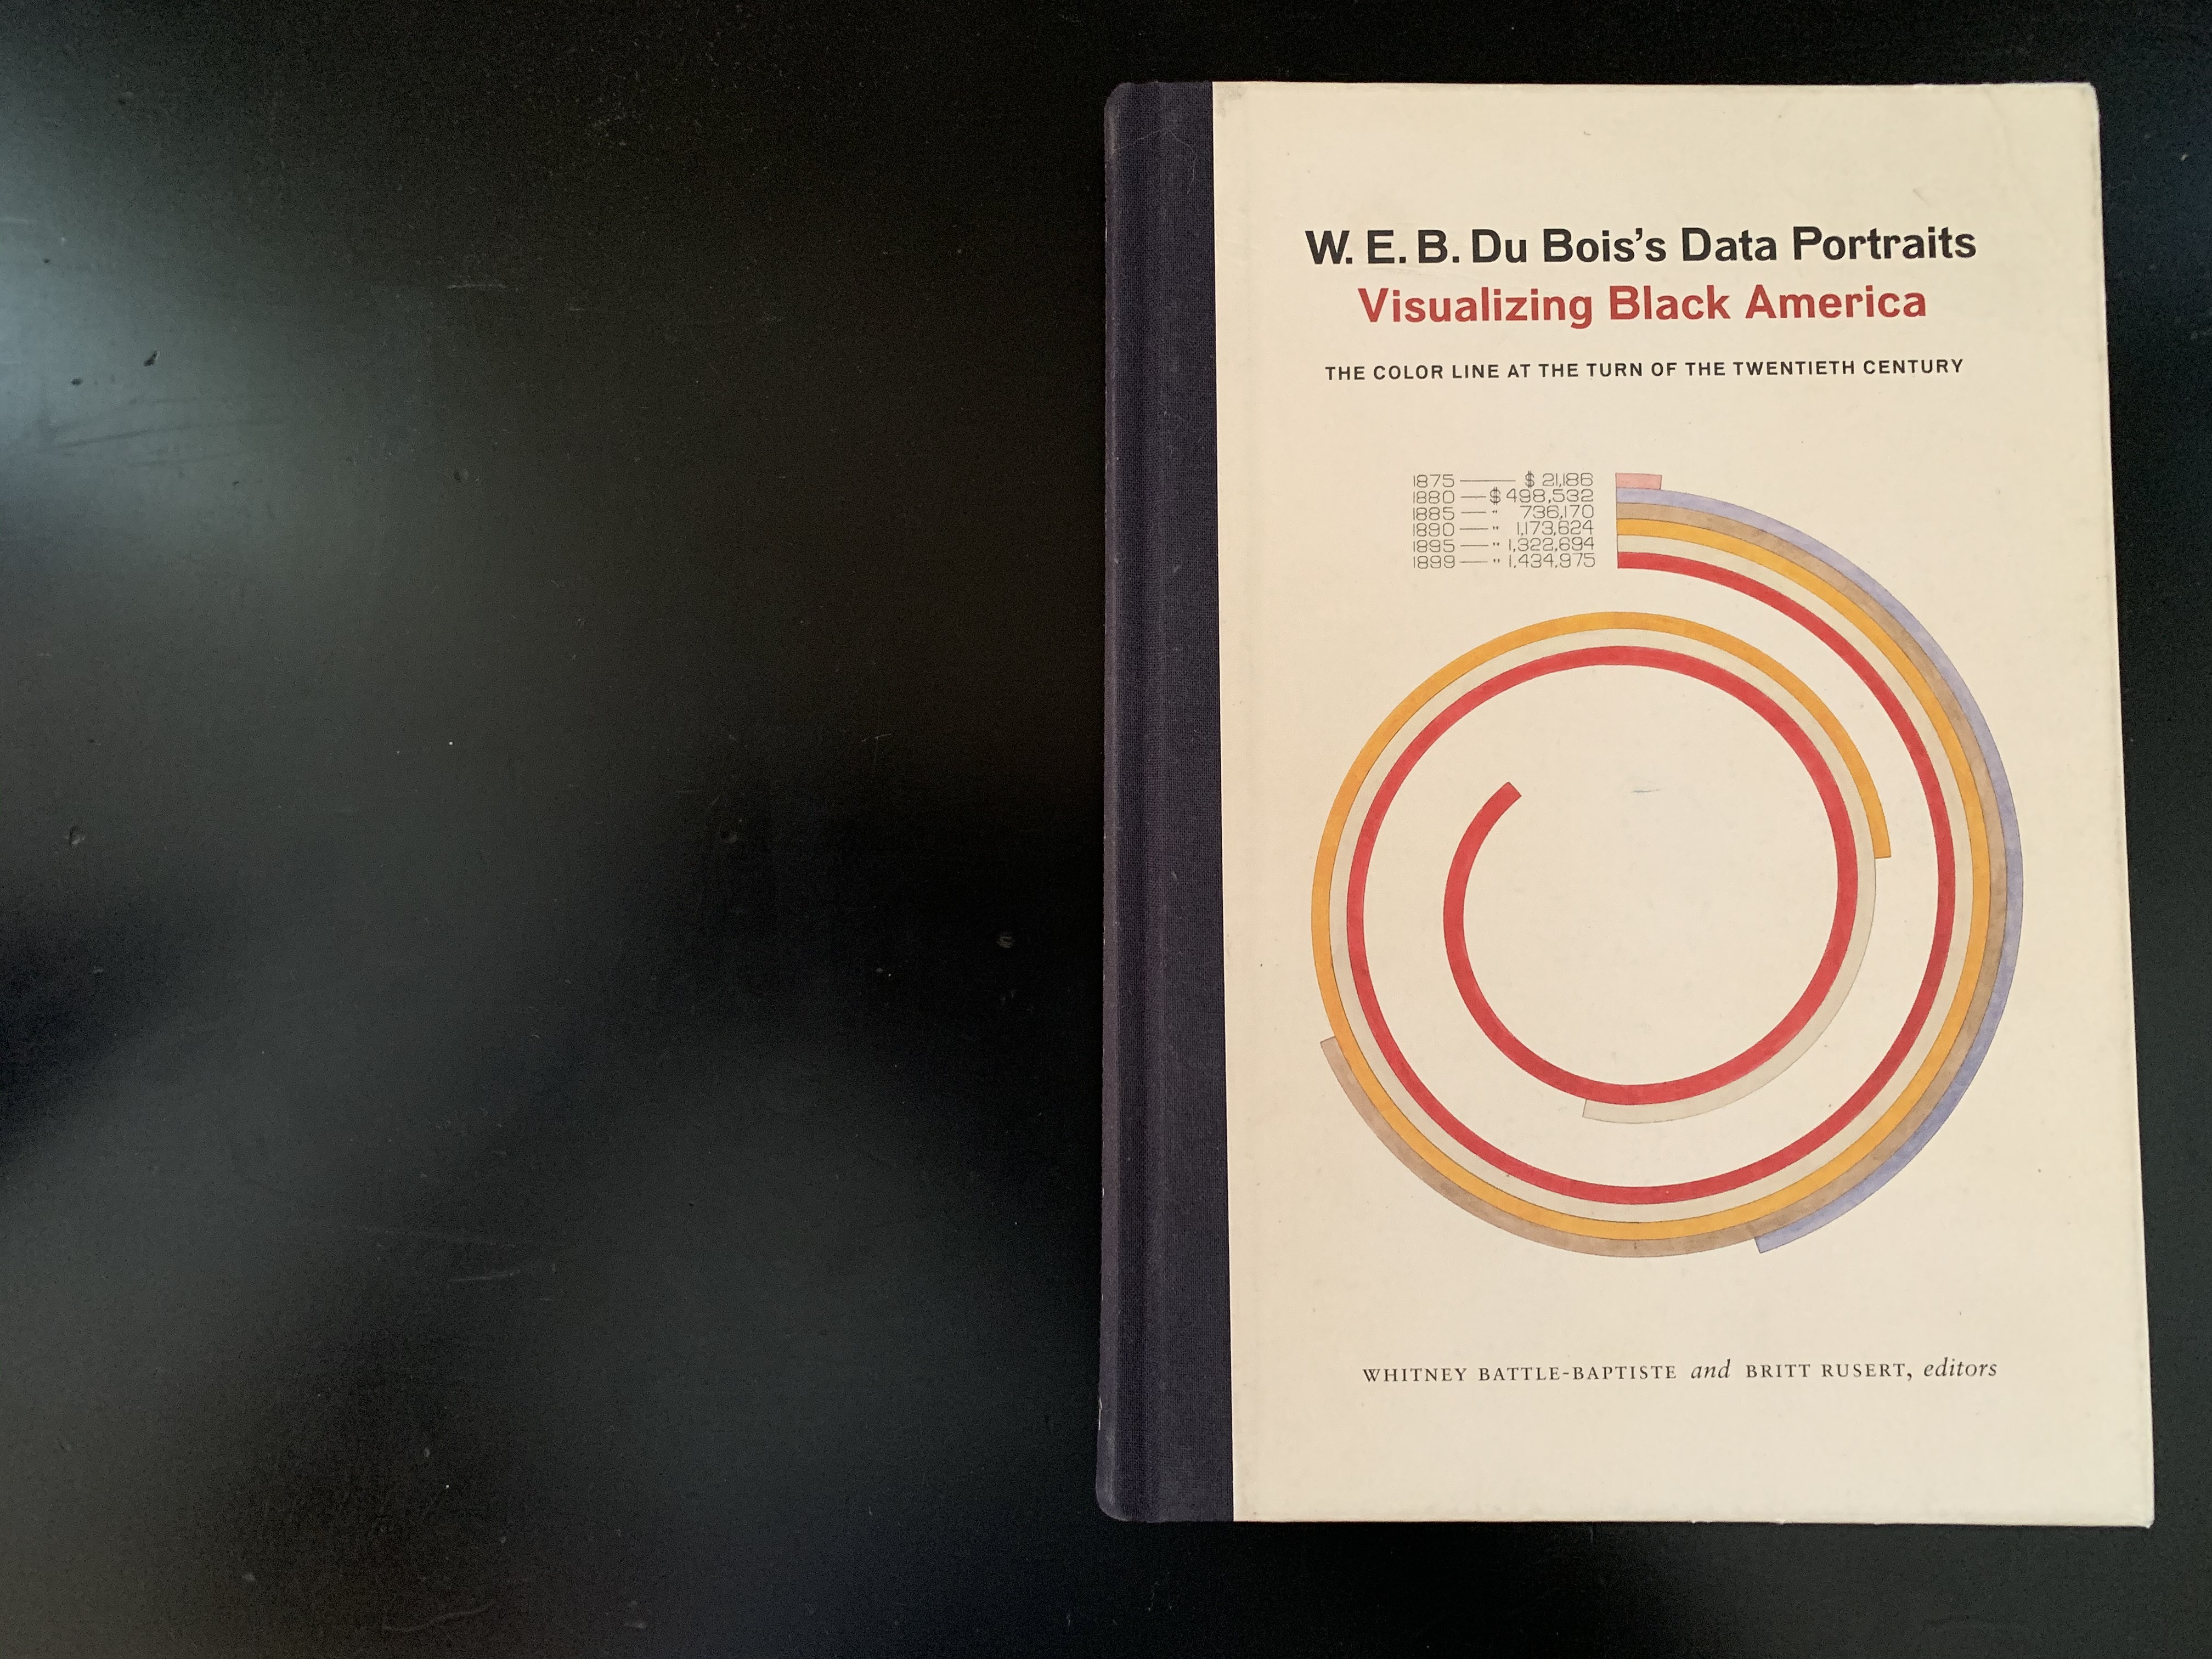 W. E. B. Du Bois's Data Portraits
Visualizing Black America
THE COLOR LINE AT THE TURN OF THE TWENTIETH CENTURY
1875 —— $ 21,186
1880 — $ 498,532
1885 — " 736,170
1890 — " 1,173,624
1895 — " 1,322,694
1899 — " 1,434,975
WHITNEY BATTLE-BAPTISTE and BRITT RUSERT, editors